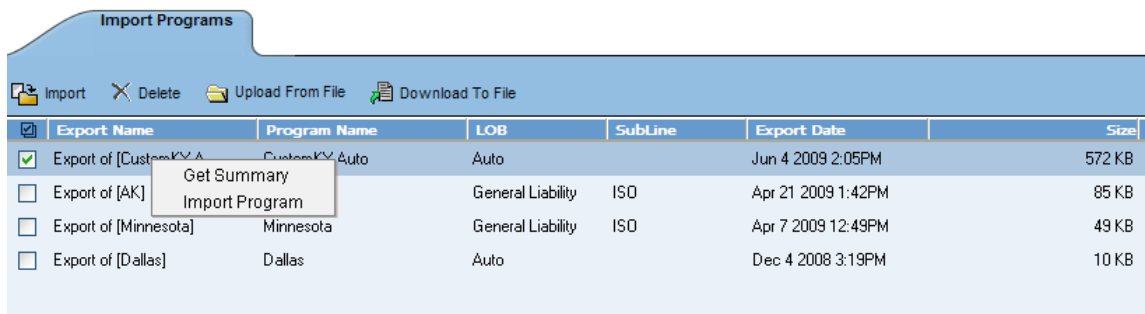 Import Programs
Import Delete Upload From File Download To File
Export Name Program Name LOB SubLine Export Date Size
Export of [CustomKY A CustomKY Auto Auto Jun 4 2009 2:05PM 572 KB
Get Summary
Export of [AK] General Liability ISO Apr 21 2009 1:42PM 85 KB
Import Program
Export of [Minnesota] Minnesota General Liability ISO Apr 7 2009 12:49PM 49 KB
Export of [Dallas] Dallas Auto Dec 4 2008 3:19PM 10 KB